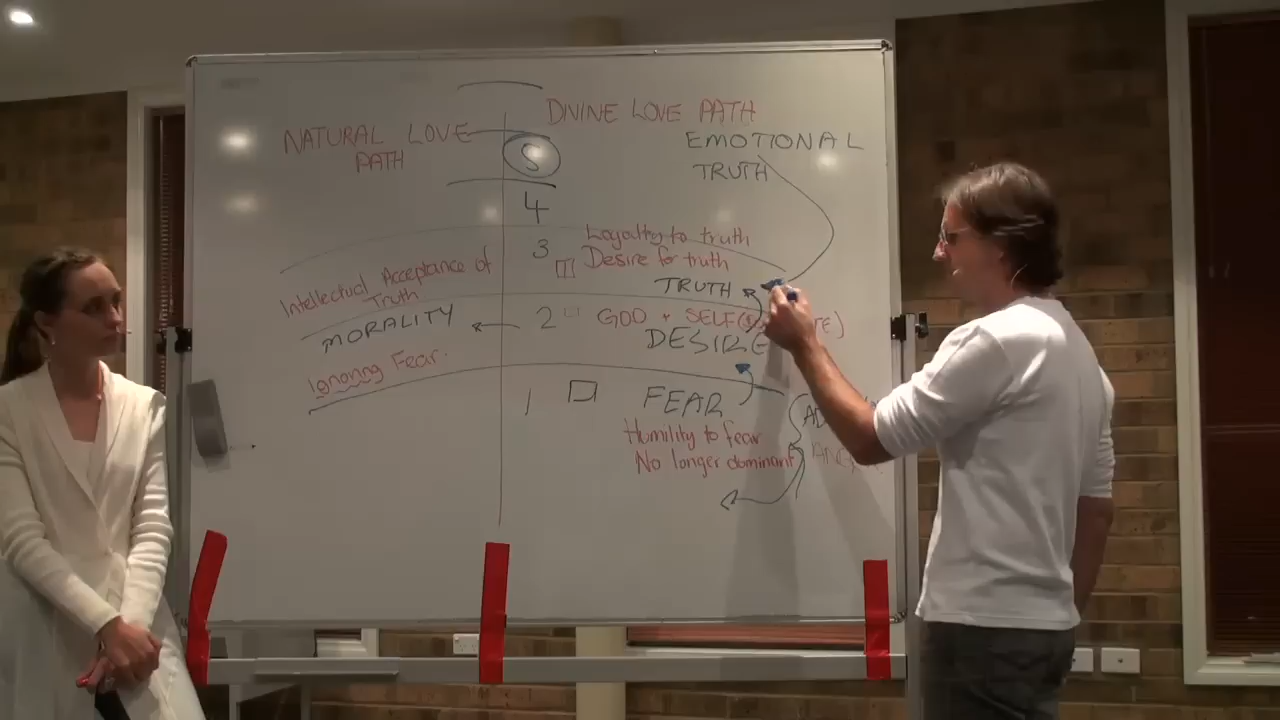 DIVINE LOVE PATH
NATURAL LOVE
PATH
EMOTIONAL
TRUTH
5
4
3
Loyalty to truth
Desire for truth
Intellectual Acceptance of
Truth
TRUTH
MORALITY
2
GOD + SELF
DESIRE
Ignoring Fear.
1
FEAR
Humility to fear
No longer dominant